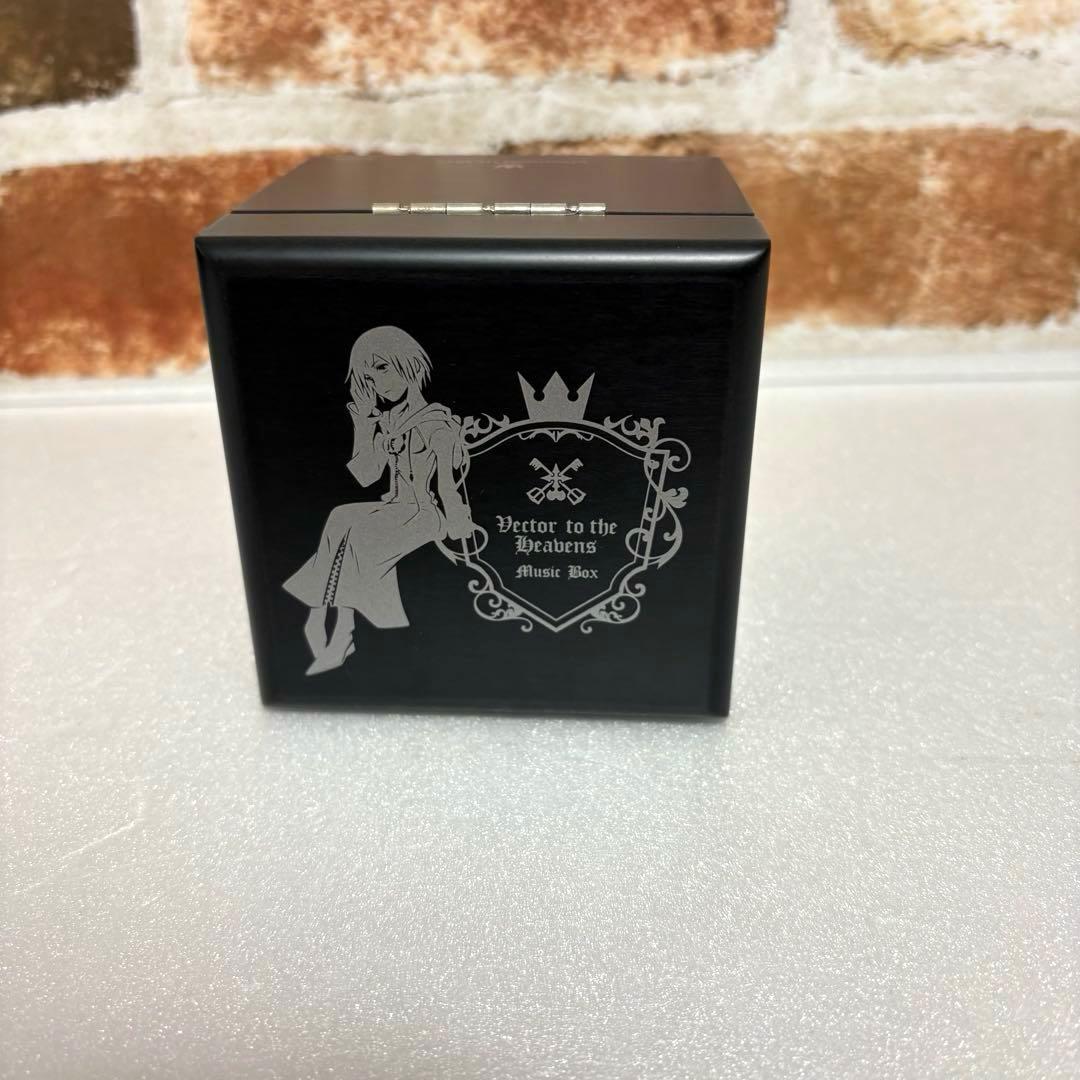 Vector to the
Heavens
Music Box